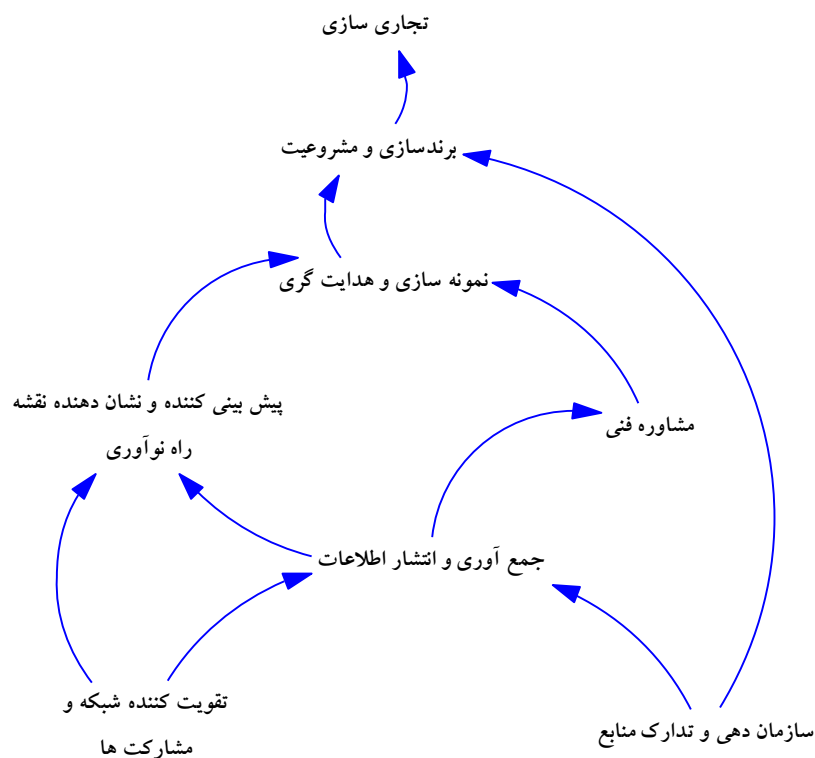 تجاری سازی
برندسازی و مشروعیت
نمونه سازی و هدایت گری
پیش بینی کننده و نشان دهنده نقشه
راه نوآوری
مشاوره فنی
جمع آوری و انتشار اطلاعات
تقویت کننده شبکه و
مشارکت ها
سازمان دهی و تدارک منابع